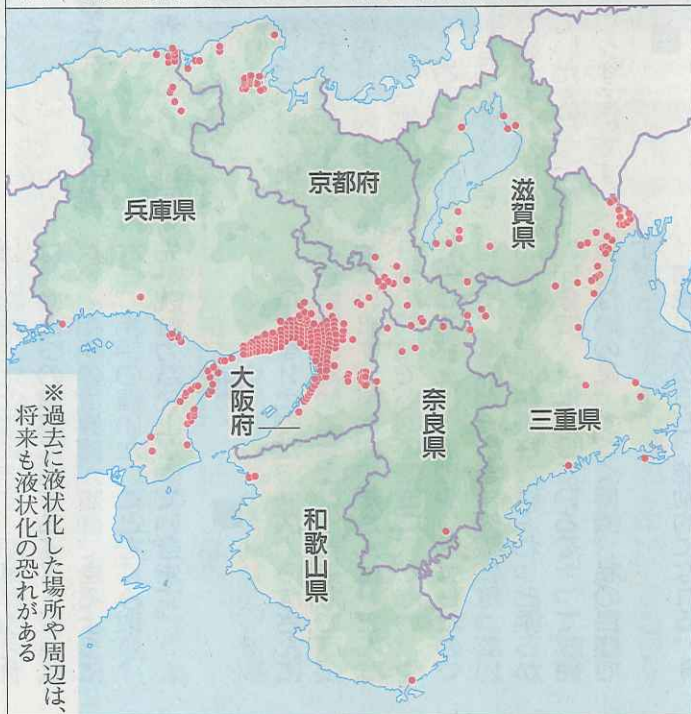 兵庫県
京都府
滋賀県
大阪府
奈良県
三重県
和歌山県
※過去に液状化した場所や周辺は、
将来も液状化の恐れがある